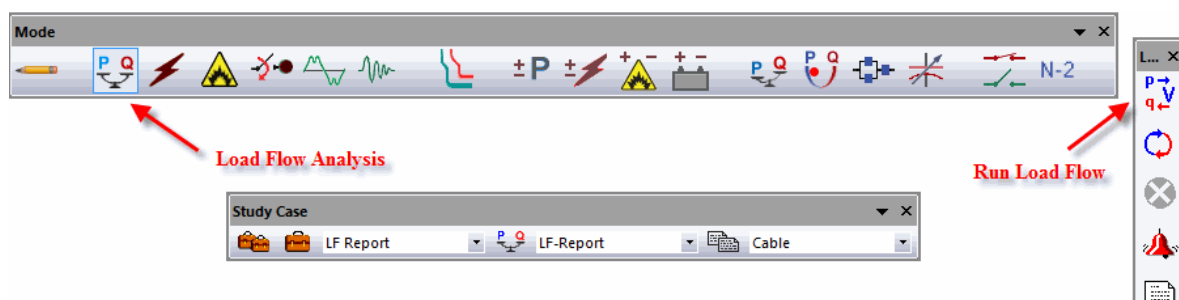 Mode
P Q
± P ± + - + - P Q P Q N-2
L...
P V
q
Load Flow Analysis
Run Load Flow
Study Case
LF Report P Q LF-Report Cable